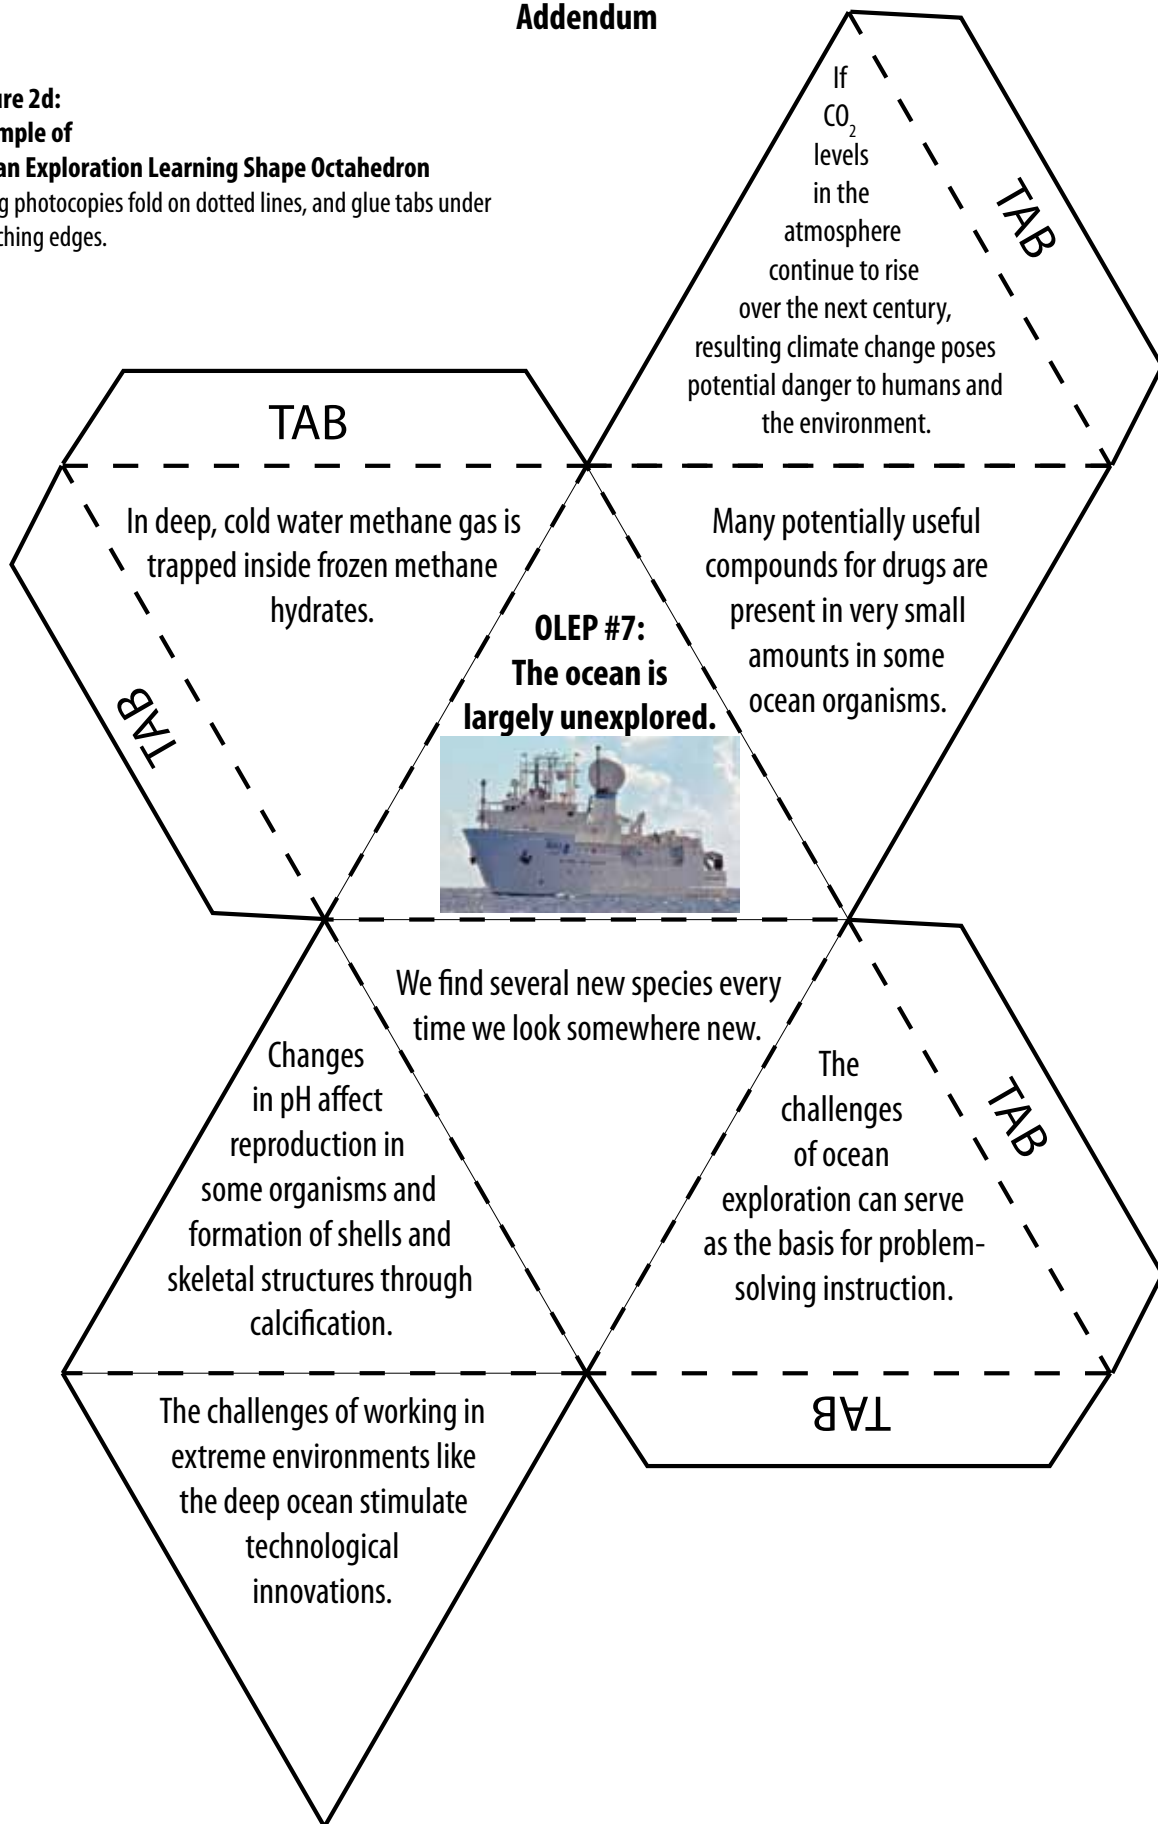 Addendum
ure 2d:
mple of
an Exploration Learning Shape Octahedron
g photocopies fold on dotted lines, and glue tabs under
ching edges.
If
CO₂
levels
in the
atmosphere
continue to rise
over the next century,
resulting climate change poses
potential danger to humans and
the environment.
TAB
TAB
In deep, cold water methane gas is
trapped inside frozen methane
hydrates.
TAB
Many potentially useful
compounds for drugs are
present in very small
amounts in some
ocean organisms.
OLEP #7:
The ocean is
largely unexplored.
We find several new species every
time we look somewhere new.
Changes
in pH affect
reproduction in
some organisms and
formation of shells and
skeletal structures through
calcification.
The
challenges
of ocean
exploration can serve
as the basis for problem-
solving instruction.
TAB
TAB
The challenges of working in
extreme environments like
the deep ocean stimulate
technological
innovations.